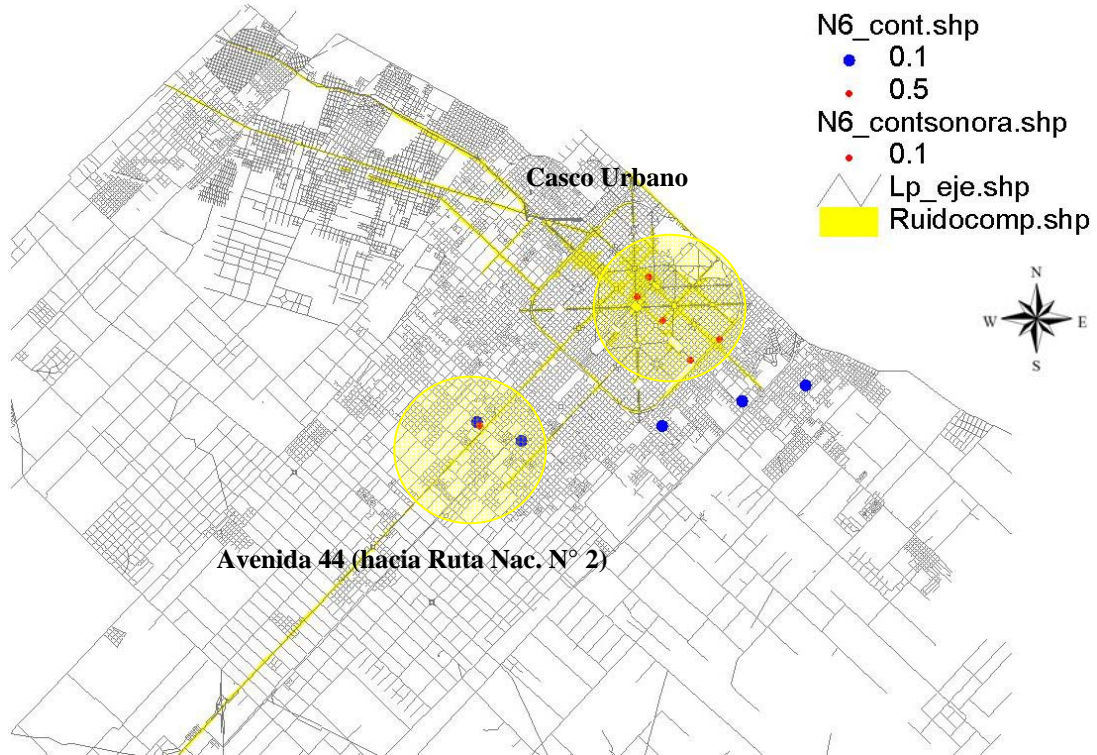 N6_cont.shp
0.1
0.5
N6_contsonora.shp
0.1
Lp_eje.shp
Ruidocomp.shp
Casco Urbano
N
W E
S
Avenida 44 (hacia Ruta Nac. N° 2)